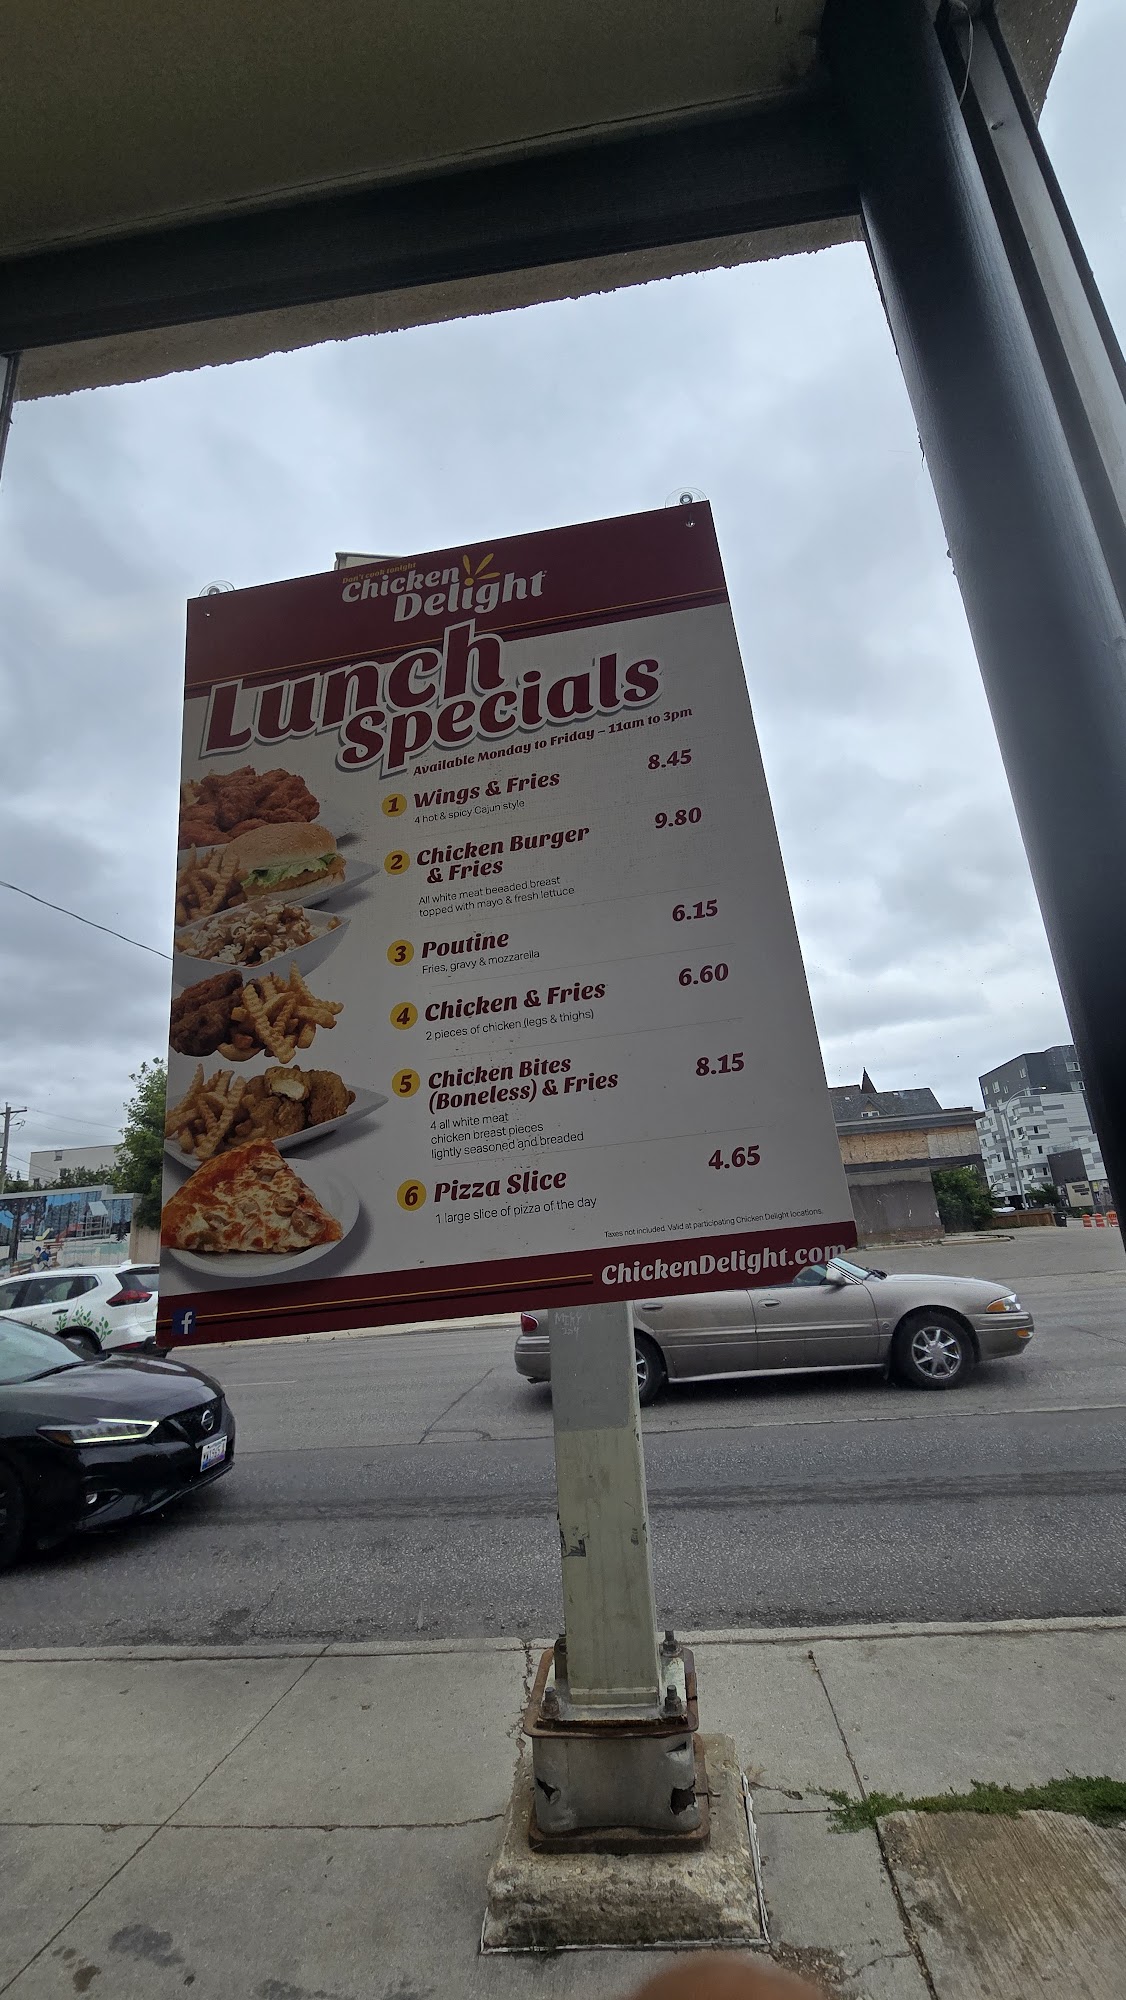 Don't cook tonight
Chicken
Delight
Lunch
specials
Available Monday to Friday – 11am to 3pm
1 Wings & Fries 8.45
4 hot & spicy Cajun style
2 Chicken Burger 9.80
& Fries
All white meat beeaded breast
topped with mayo & fresh lettuce
3 Poutine 6.15
Fries, gravy & mozzarella
4 Chicken & Fries 6.60
2 pieces of chicken (legs & thighs)
5 Chicken Bites 8.15
(Boneless) & Fries
4 all white meat
chicken breast pieces
lightly seasoned and breaded
6 Pizza Slice 4.65
1 large slice of pizza of the day
Taxes not included. Valid at participating Chicken Delight locations.
ChickenDelight.com
f